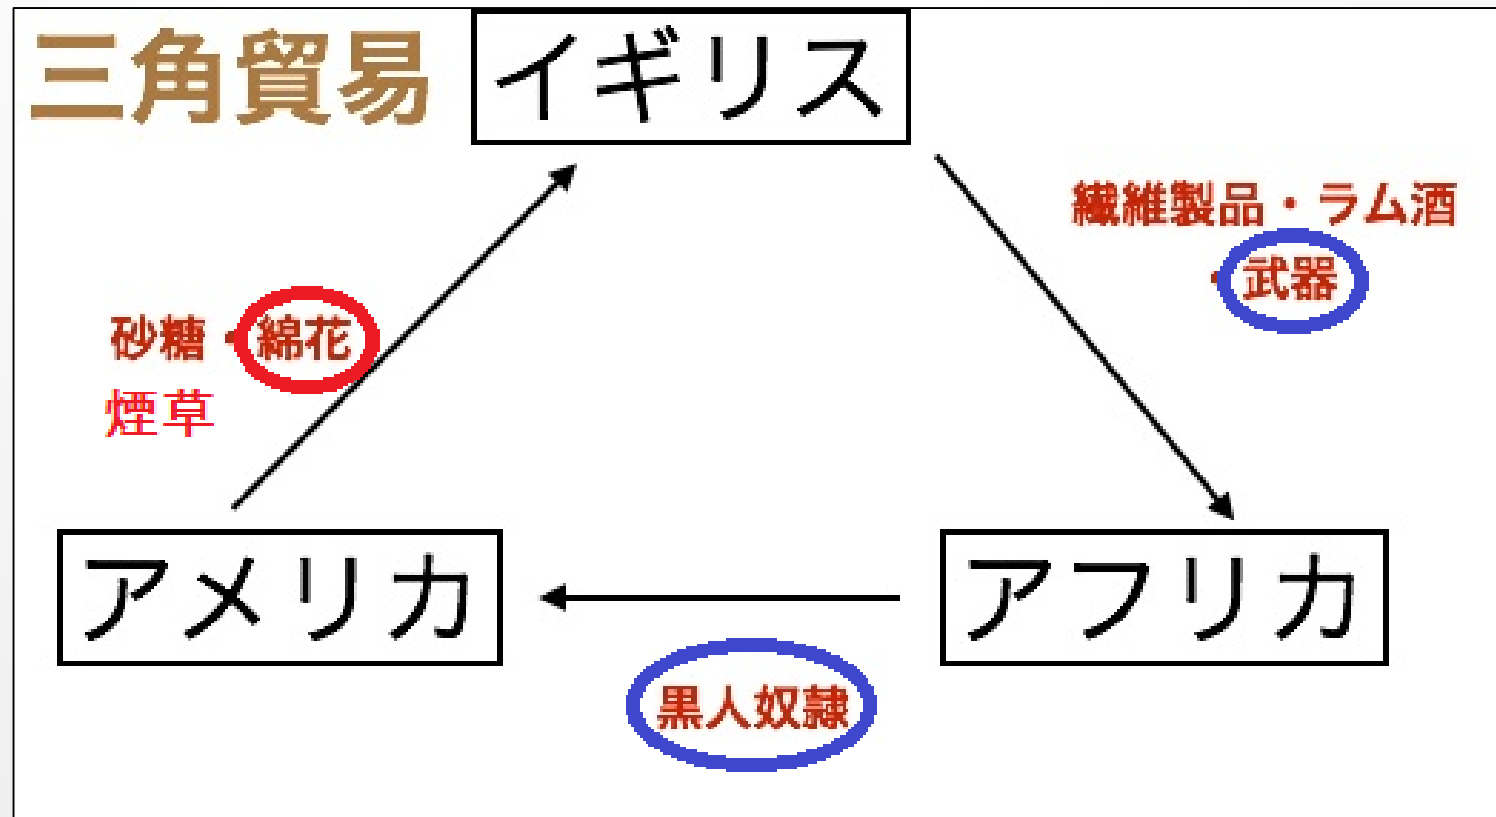 三角貿易
イギリス
繊維製品・ラム酒
・武器
砂糖・綿花
煙草
アメリカ
アフリカ
黒人奴隷